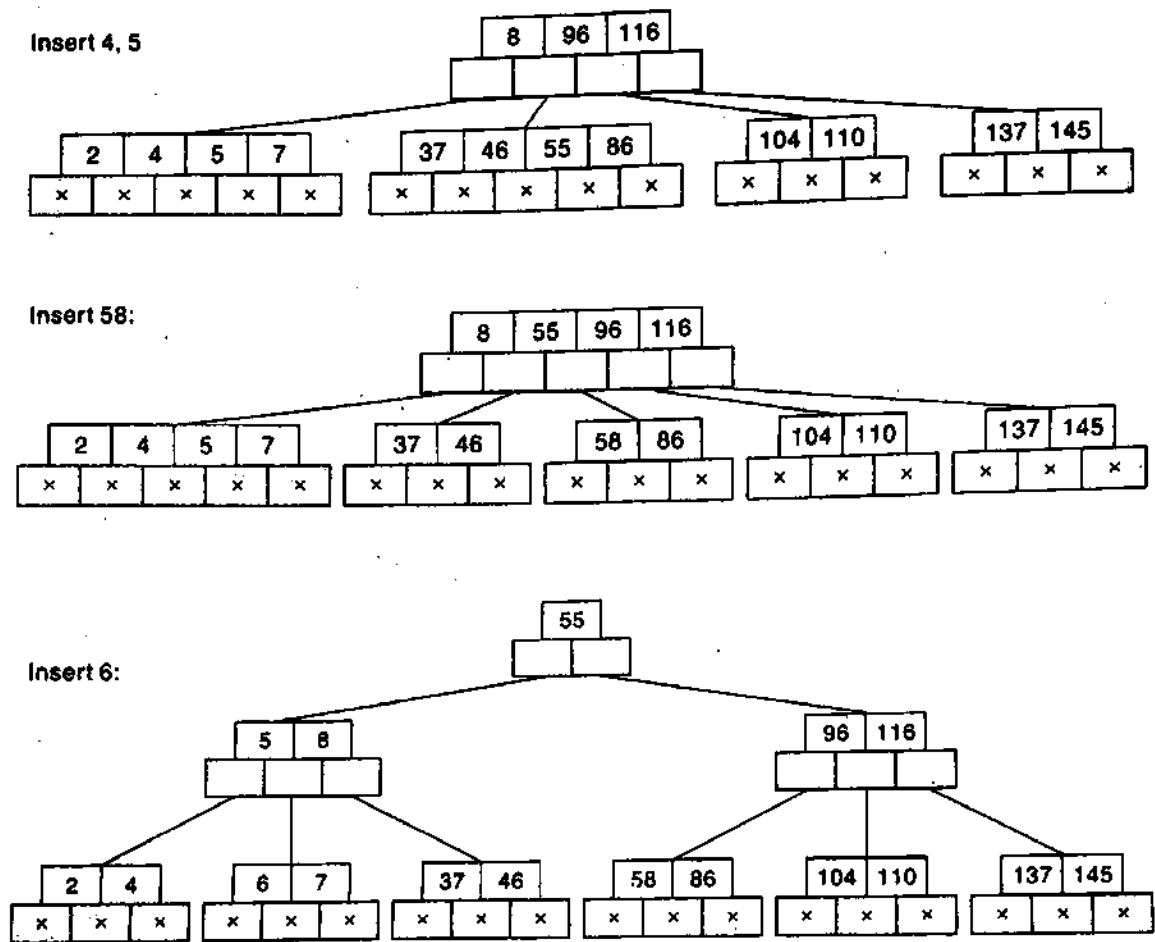 Insert 4, 5
8 96 116
2 4 5 7
37 46 55 86
104 110
137 145
× × × × ×
× × × × ×
× × ×
× × ×
Insert 58:
8 55 96 116
2 4 5 7
37 46
58 86
104 110
137 145
× × × × ×
× × ×
× × ×
× × ×
× × ×
Insert 6:
55
5 8
96 116
2 4
6 7
37 46
58 86
104 110
137 145
× × ×
× × ×
× × ×
× × ×
× × ×
× × ×